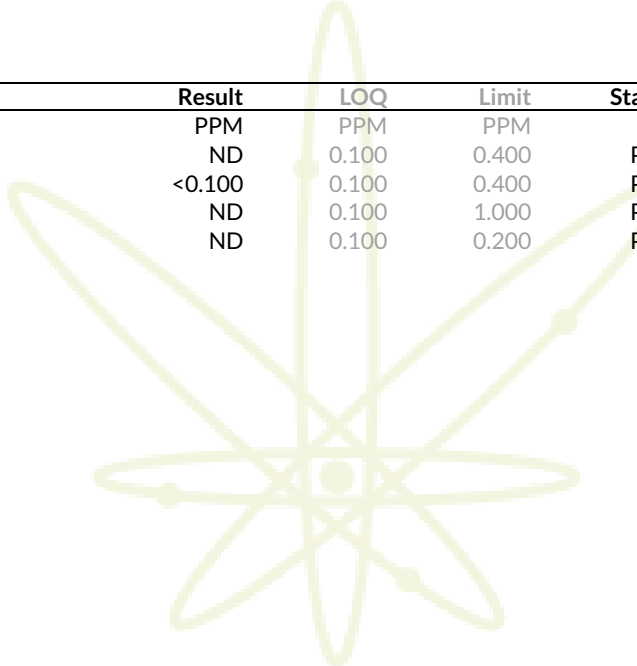 Result LOQ Limit Sta
PPM PPM PPM
ND 0.100 0.400 P
<0.100 0.100 0.400 P
ND 0.100 1.000 P
ND 0.100 0.200 P